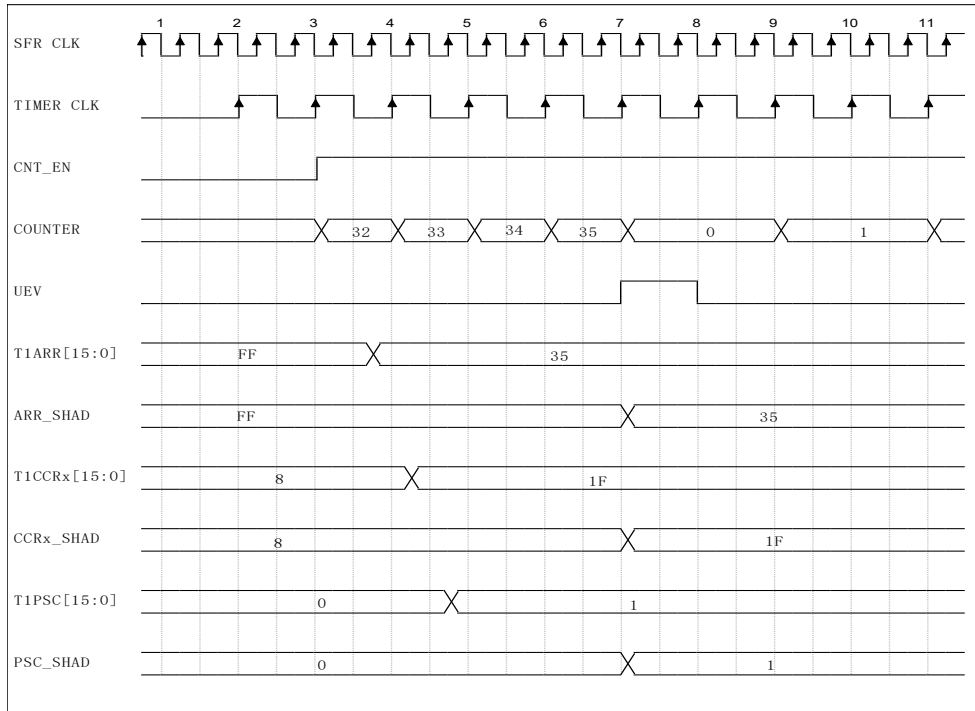 1 2 3 4 5 6 7 8 9 10 11
SFR CLK
TIMER CLK
CNT_EN
COUNTER 32 33 34 35 0 1
UEV
T1ARR[15:0] FF 35
ARR_SHAD FF 35
T1CCRx[15:0] 8 1F
CCRx_SHAD 8 1F
T1PSC[15:0] 0 1
PSC_SHAD 0 1